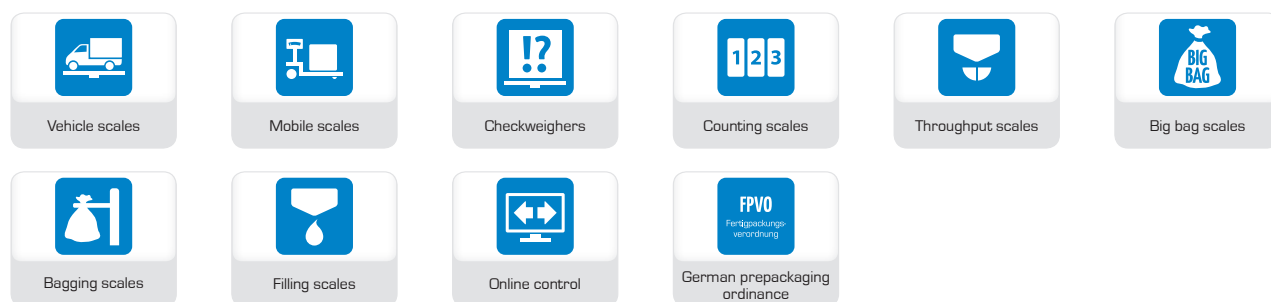 !?
1 2 3
BIG
BAG
Vehicle scales
Mobile scales
Checkweighers
Counting scales
Throughput scales
Big bag scales
FPVO
Fertigpackungs-
verordnung
Bagging scales
Filling scales
Online control
German prepackaging
ordinance